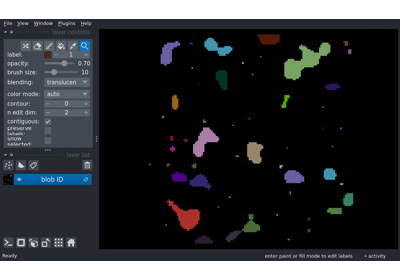 File View Window Plugins Help
layer controls
label: 1
opacity: 0.70
brush size: 10
blending: translucen
color mode: auto
contour: 0
n edit dim: 2
contiguous:
preserve
labels:
show
selected:
layer list
blob ID
Ready enter paint or fill mode to edit labels activity